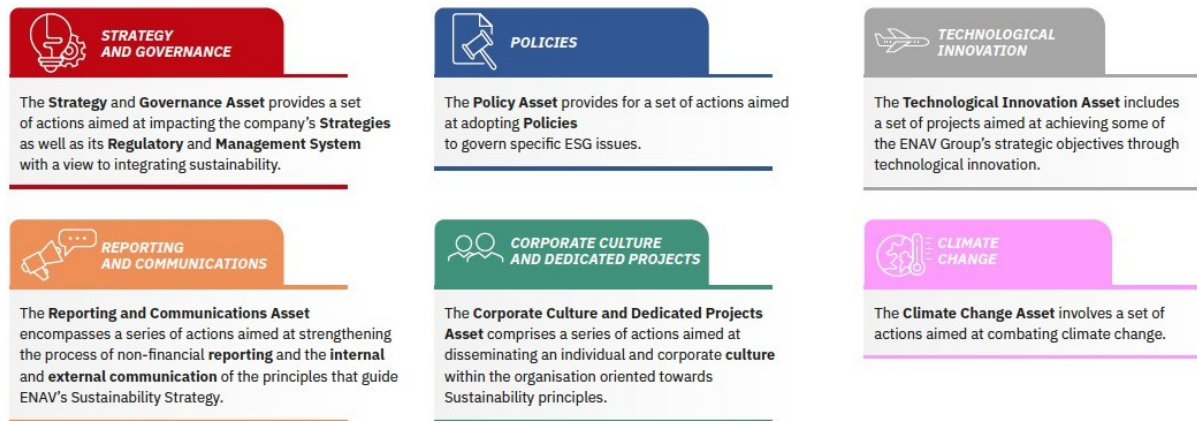 STRATEGY
AND GOVERNANCE
The Strategy and Governance Asset provides a set
of actions aimed at impacting the company's Strategies
as well as its Regulatory and Management System
with a view to integrating sustainability.
POLICIES
The Policy Asset provides for a set of actions aimed
at adopting Policies
to govern specific ESG issues.
TECHNOLOGICAL
INNOVATION
The Technological Innovation Asset includes
a set of projects aimed at achieving some of
the ENAV Group's strategic objectives through
technological innovation.
REPORTING
AND COMMUNICATIONS
The Reporting and Communications Asset
encompasses a series of actions aimed at strengthening
the process of non-financial reporting and the internal
and external communication of the principles that guide
ENAV's Sustainability Strategy.
CORPORATE CULTURE
AND DEDICATED PROJECTS
The Corporate Culture and Dedicated Projects
Asset comprises a series of actions aimed at
disseminating an individual and corporate culture
within the organisation oriented towards
Sustainability principles.
CLIMATE
CHANGE
The Climate Change Asset involves a set of
actions aimed at combating climate change.